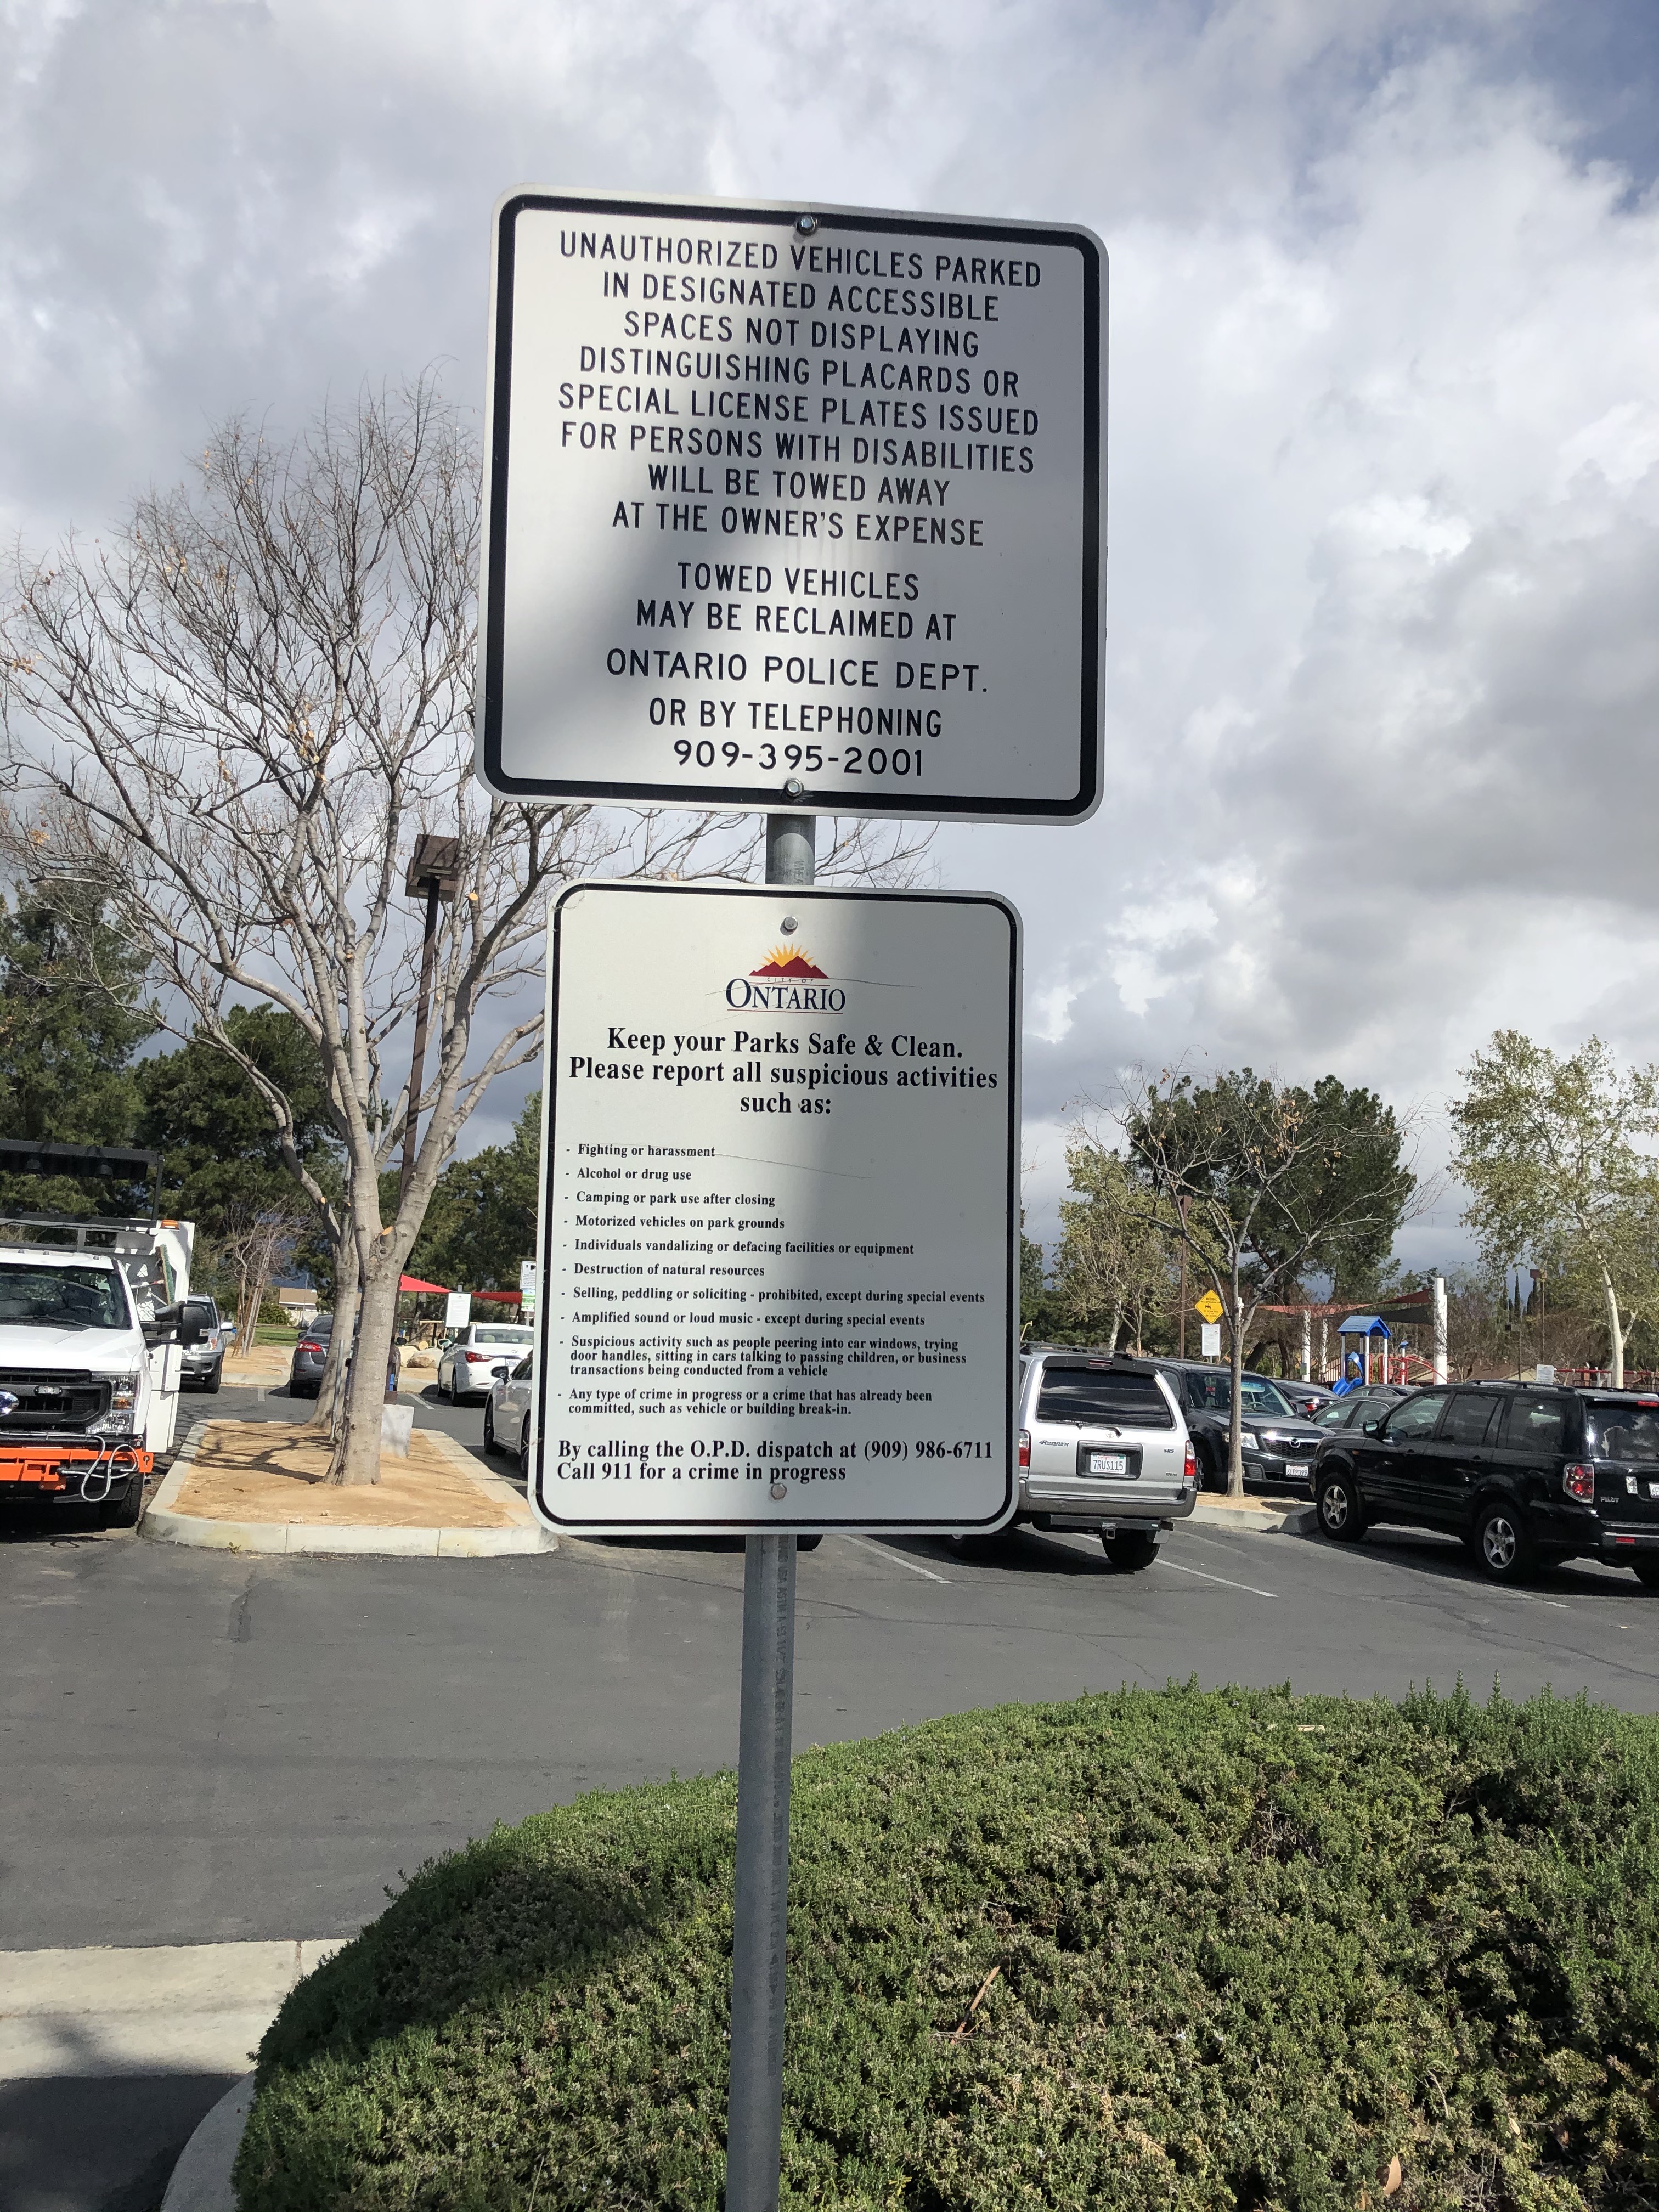 UNAUTHORIZED VEHICLES PARKED
IN DESIGNATED ACCESSIBLE
SPACES NOT DISPLAYING
DISTINGUISHING PLACARDS OR
SPECIAL LICENSE PLATES ISSUED
FOR PERSONS WITH DISABILITIES
WILL BE TOWED AWAY
AT THE OWNER'S EXPENSE
TOWED VEHICLES
MAY BE RECLAIMED AT
ONTARIO POLICE DEPT.
OR BY TELEPHONING
909-395-2001
CITY OF
ONTARIO
Keep your Parks Safe & Clean.
Please report all suspicious activities
such as:
- Fighting or harassment
- Alcohol or drug use
- Camping or park use after closing
- Motorized vehicles on park grounds
- Individuals vandalizing or defacing facilities or equipment
- Destruction of natural resources
- Selling, peddling or soliciting - prohibited, except during special events
- Amplified sound or loud music - except during special events
- Suspicious activity such as people peering into car windows, trying
door handles, sitting in cars talking to passing children, or business
transactions being conducted from a vehicle
- Any type of crime in progress or a crime that has already been
committed, such as vehicle or building break-in.
By calling the O.P.D. dispatch at (909) 986-6711
Call 911 for a crime in progress
4RUNNER
7RUS115
PILOT